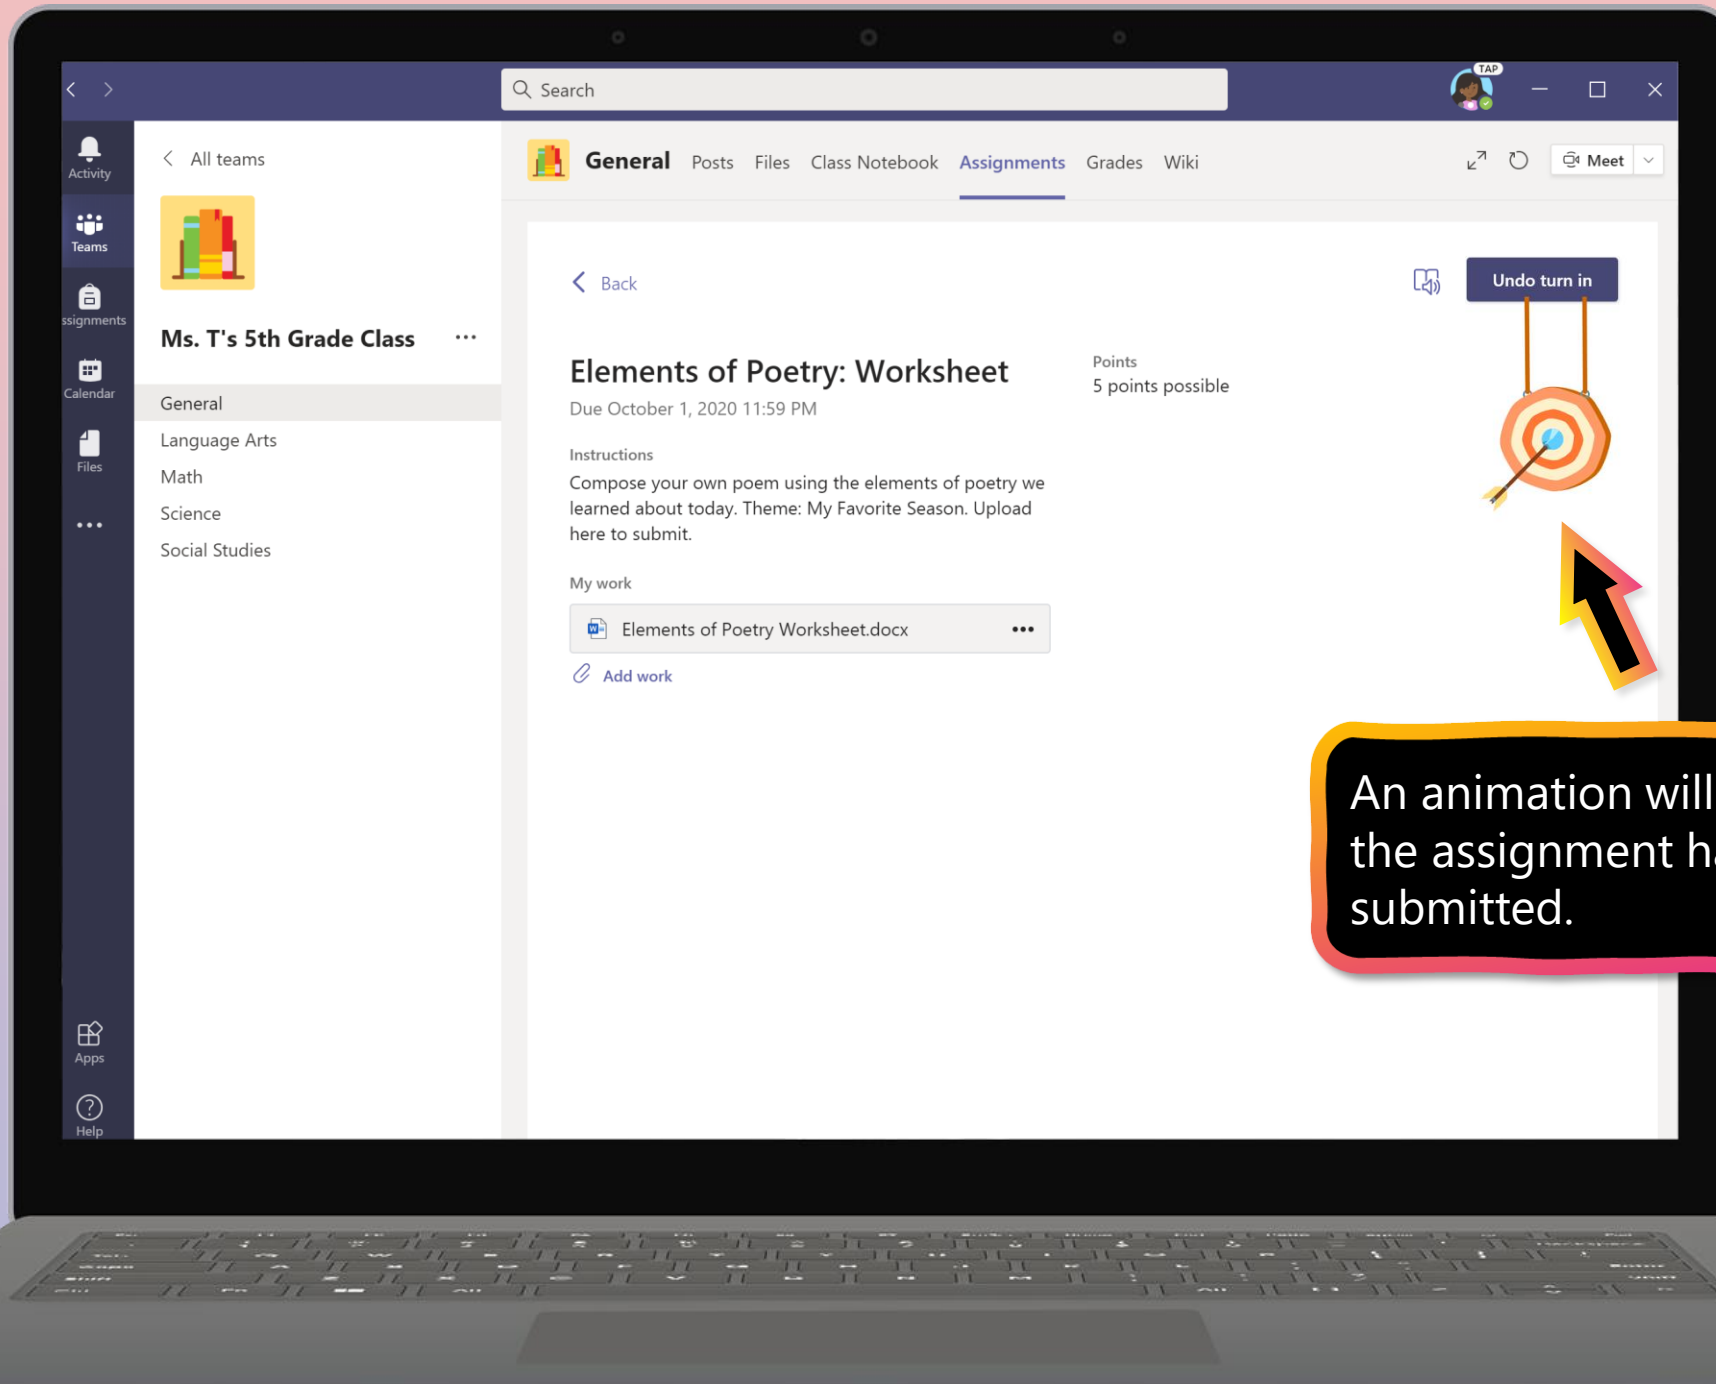 Search
TAP
Activity
Teams
ssignments
Calendar
Files
Apps
Help
All teams
Ms. T's 5th Grade Class
General
Language Arts
Math
Science
Social Studies
General Posts Files Class Notebook Assignments Grades Wiki
Meet
Back
Undo turn in
Elements of Poetry: Worksheet
Due October 1, 2020 11:59 PM
Points
5 points possible
Instructions
Compose your own poem using the elements of poetry we
learned about today. Theme: My Favorite Season. Upload
here to submit.
My work
Elements of Poetry Worksheet.docx
Add work
An animation will
the assignment ha
submitted.